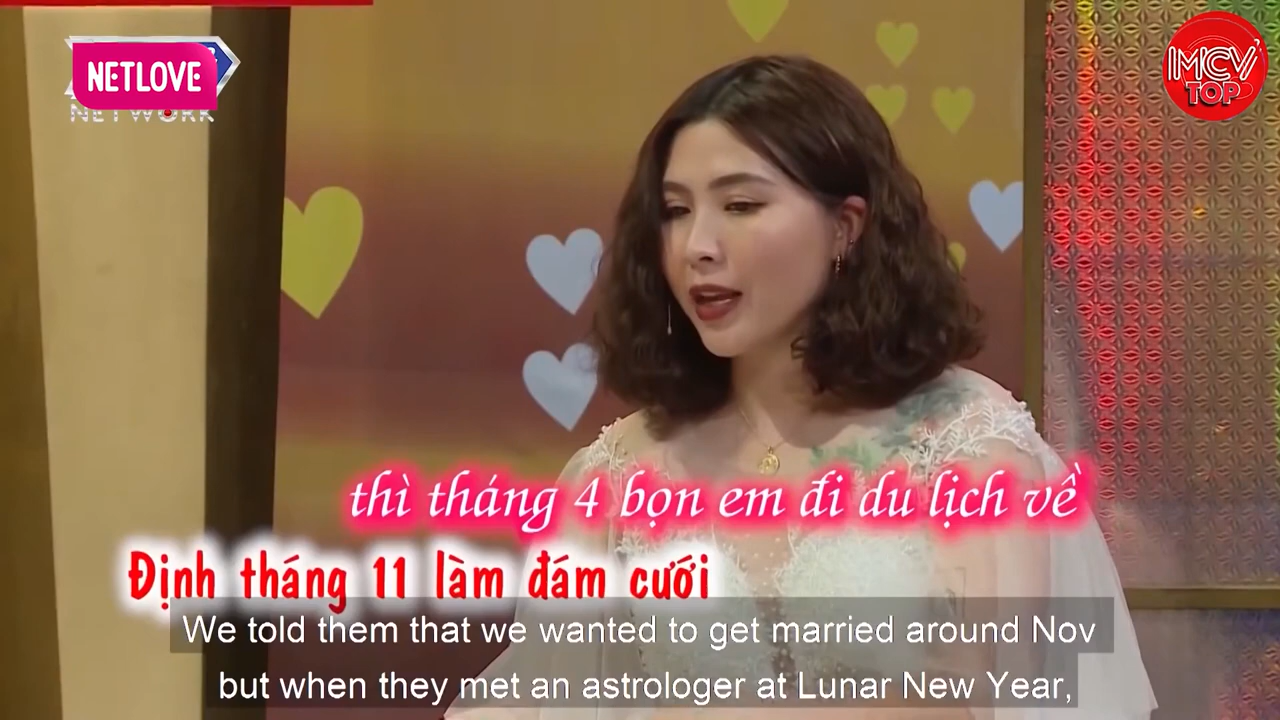 NETLOVE
NETWORK
MCV
TOP
thì tháng 4 bọn em đi du lịch về
Định tháng 11 làm đám cưới
We told them that we wanted to get married around Nov
but when they met an astrologer at Lunar New Year,